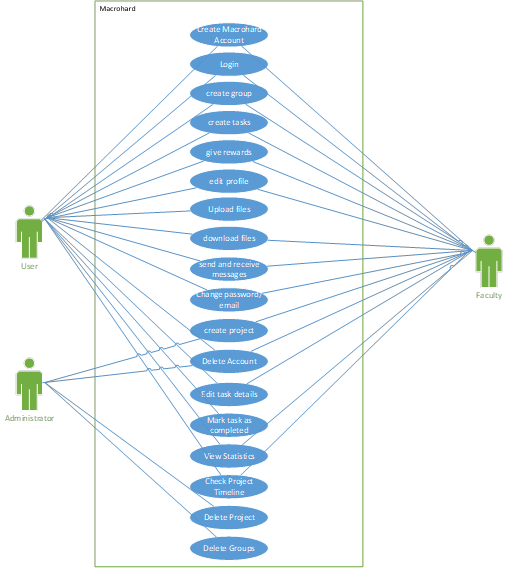 Macrohard
Create Macrohard
Account
Login
create group
create tasks
give rewards
edit profile
Upload files
download files
send and receive
messages
Change password/
email
create project
Delete Account
Edit task details
Mark task as
completed
View Statistics
Check Project
Timeline
Delete Project
Delete Groups
User
Administrator
Faculty